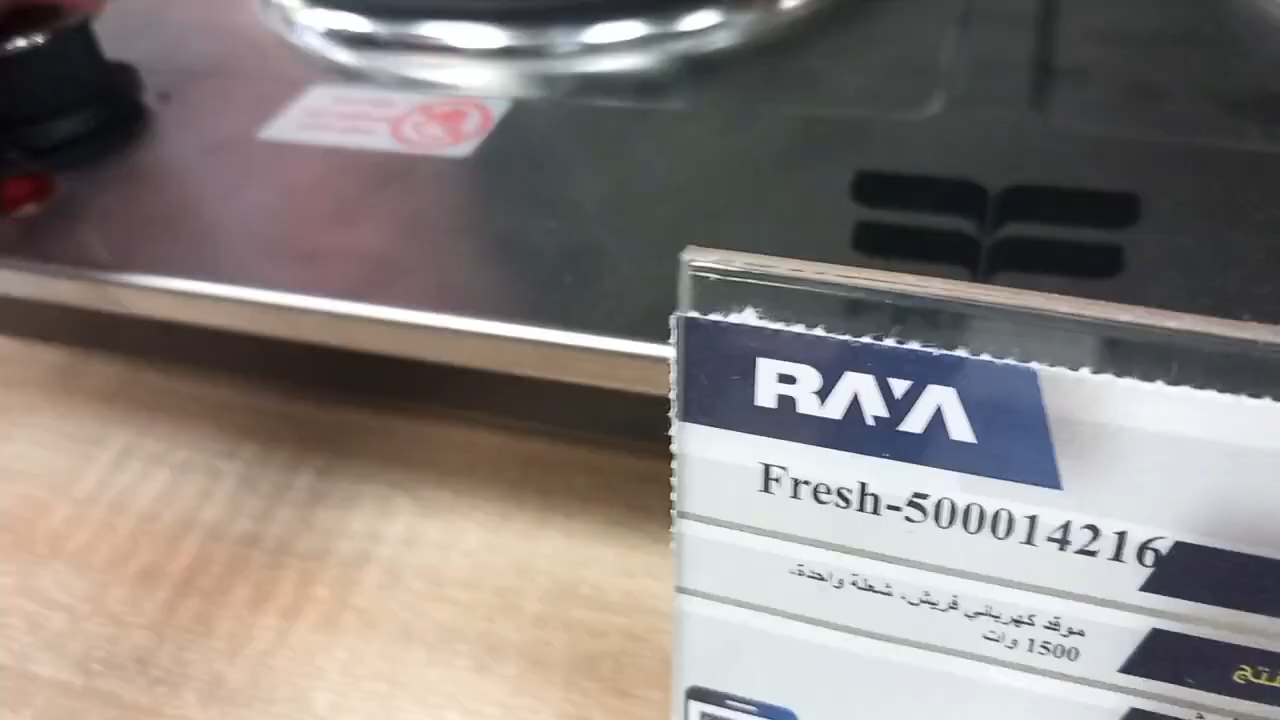 RAYA
Fresh-500014216
موقد كهربائي فريش، شعلة واحدة،
1500 وات